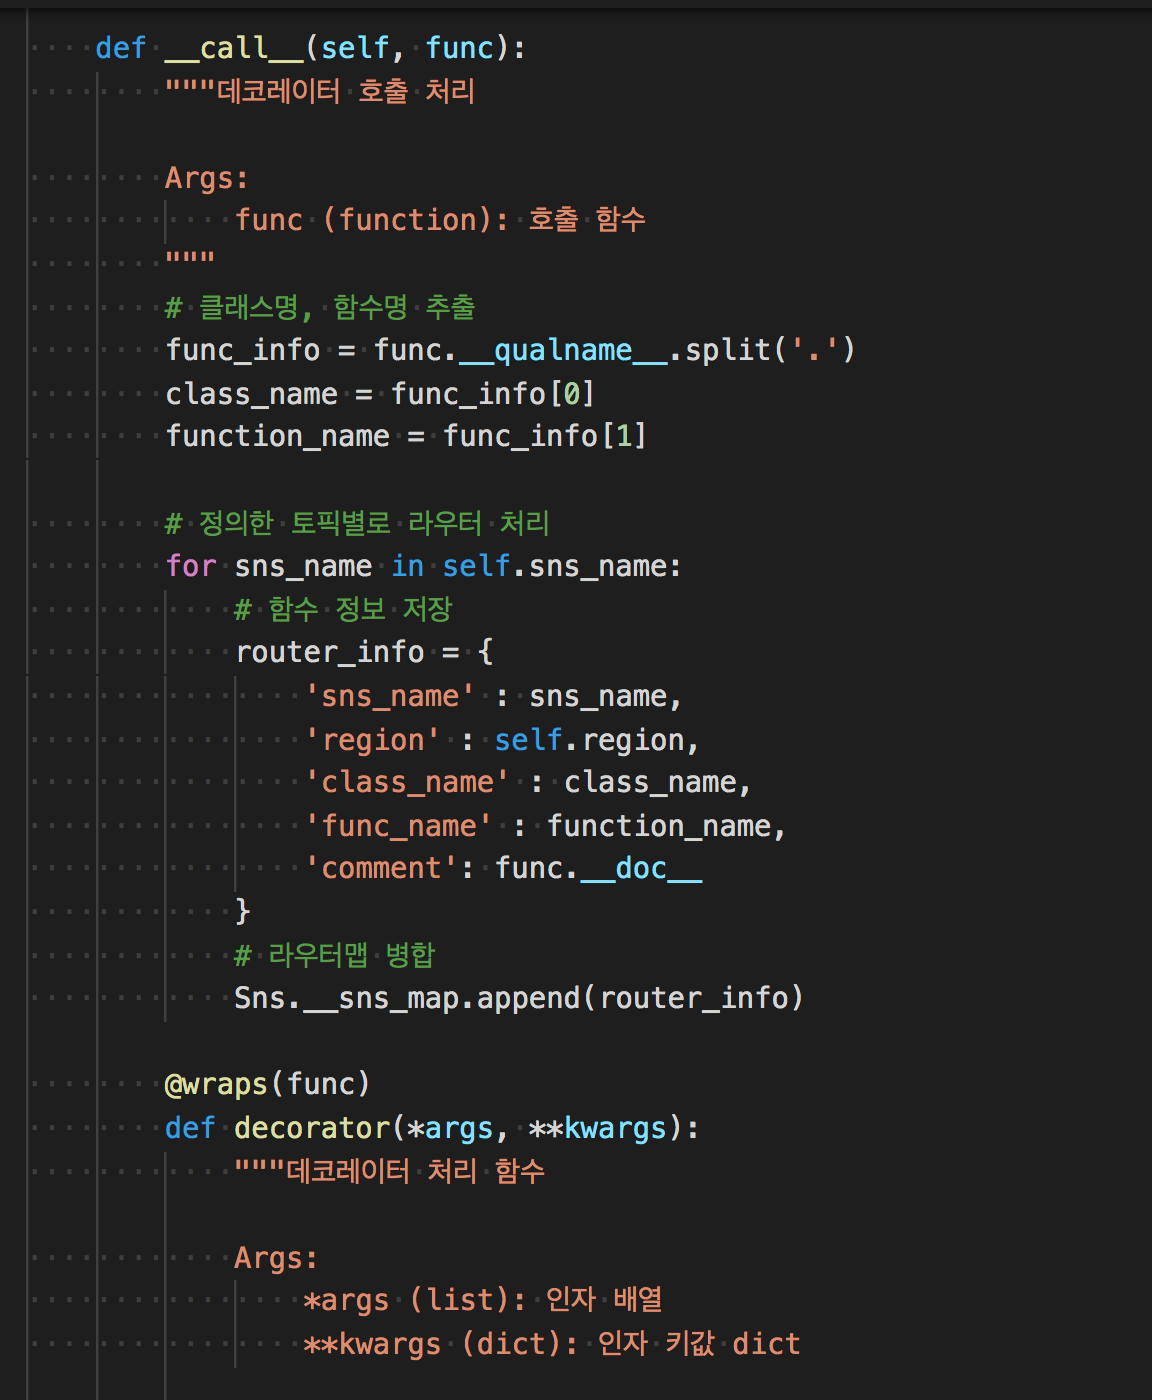 def __call__(self, func):
"""데코레이터 호출 처리
Args:
func (function): 호출 함수
"""
# 클래스명, 함수명 추출
func_info = func.__qualname__.split('.')
class_name = func_info[0]
function_name = func_info[1]
# 정의한 토픽별로 라우터 처리
for sns_name in self.sns_name:
# 함수 정보 저장
router_info = {
'sns_name' : sns_name,
'region' : self.region,
'class_name' : class_name,
'func_name' : function_name,
'comment': func.__doc__
}
# 라우터맵 병합
Sns.__sns_map.append(router_info)
@wraps(func)
def decorator(*args, **kwargs):
"""데코레이터 처리 함수
Args:
*args (list): 인자 배열
**kwargs (dict): 인자 키값 dict